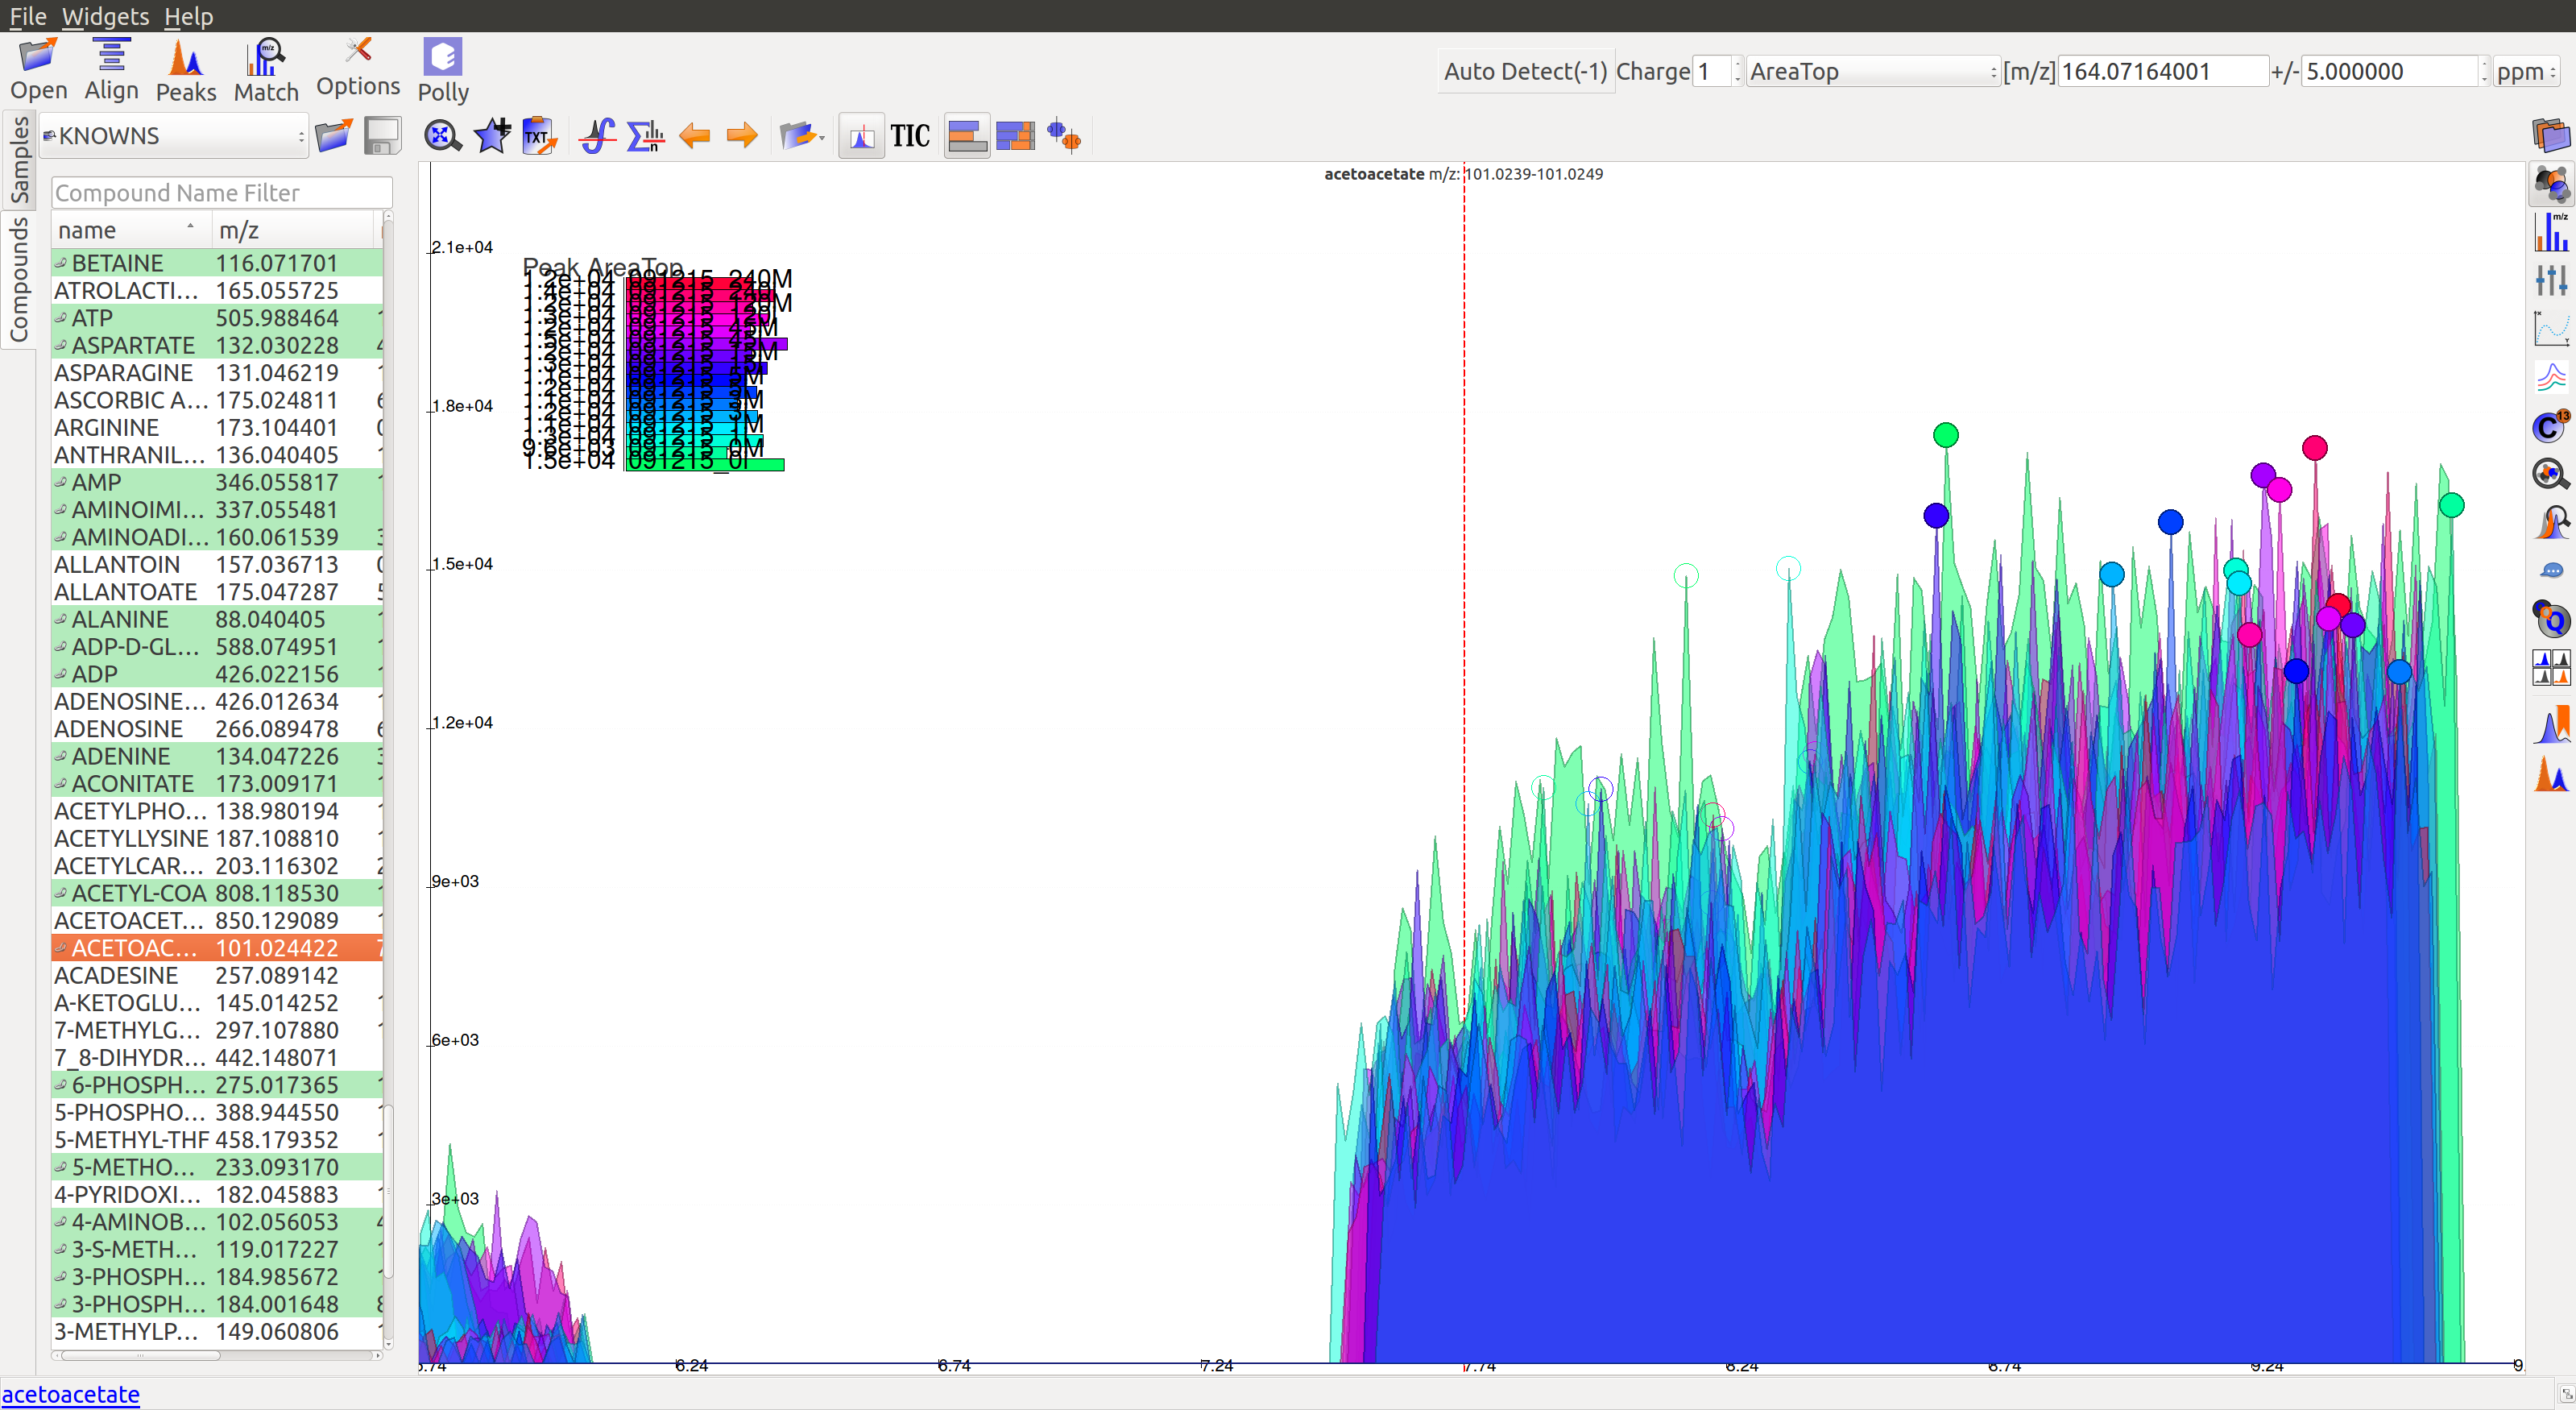 File Widgets Help
Open Align Peaks Match Options Polly
Auto Detect(-1) Charge 1 AreaTop [m/z] 164.07164001 +/- 5.000000 ppm
Samples
Compounds
KNOWNS
TXT n TIC
Compound Name Filter
name m/z
BETAINE 116.071701
ATROLACTI... 165.055725
ATP 505.988464
ASPARTATE 132.030228
ASPARAGINE 131.046219
ASCORBIC A... 175.024811
ARGININE 173.104401
ANTHRANIL... 136.040405
AMP 346.055817
AMINOIMI... 337.055481
AMINOADI... 160.061539
ALLANTOIN 157.036713
ALLANTOATE 175.047287
ALANINE 88.040405
ADP-D-GL... 588.074951
ADP 426.022156
ADENOSINE... 426.012634
ADENOSINE 266.089478
ADENINE 134.047226
ACONITATE 173.009171
ACETYLPHO... 138.980194
ACETYLLYSINE 187.108810
ACETYLCAR... 203.116302
ACETYL-COA 808.118530
ACETOACET... 850.129089
ACETOAC... 101.024422
ACADESINE 257.089142
A-KETOGLU... 145.014252
7-METHYLG... 297.107880
7_8-DIHYDR... 442.148071
6-PHOSPH... 275.017365
5-PHOSPHO... 388.944550
5-METHYL-THF 458.179352
5-METHO... 233.093170
4-PYRIDOXI... 182.045883
4-AMINOB... 102.056053
3-S-METH... 119.017227
3-PHOSPH... 184.985672
3-PHOSPH... 184.001648
3-METHYLP... 149.060806
acetoacetate m/z: 101.0239-101.0249
Peak AreaTop
1.2e+04 091215_240M
1.5e+04 091215_0I
2.1e+04
1.8e+04
1.5e+04
1.2e+04
9e+03
6e+03
3e+03
6.24 6.74 7.24 7.74 8.24 8.74 9.24
acetoacetate